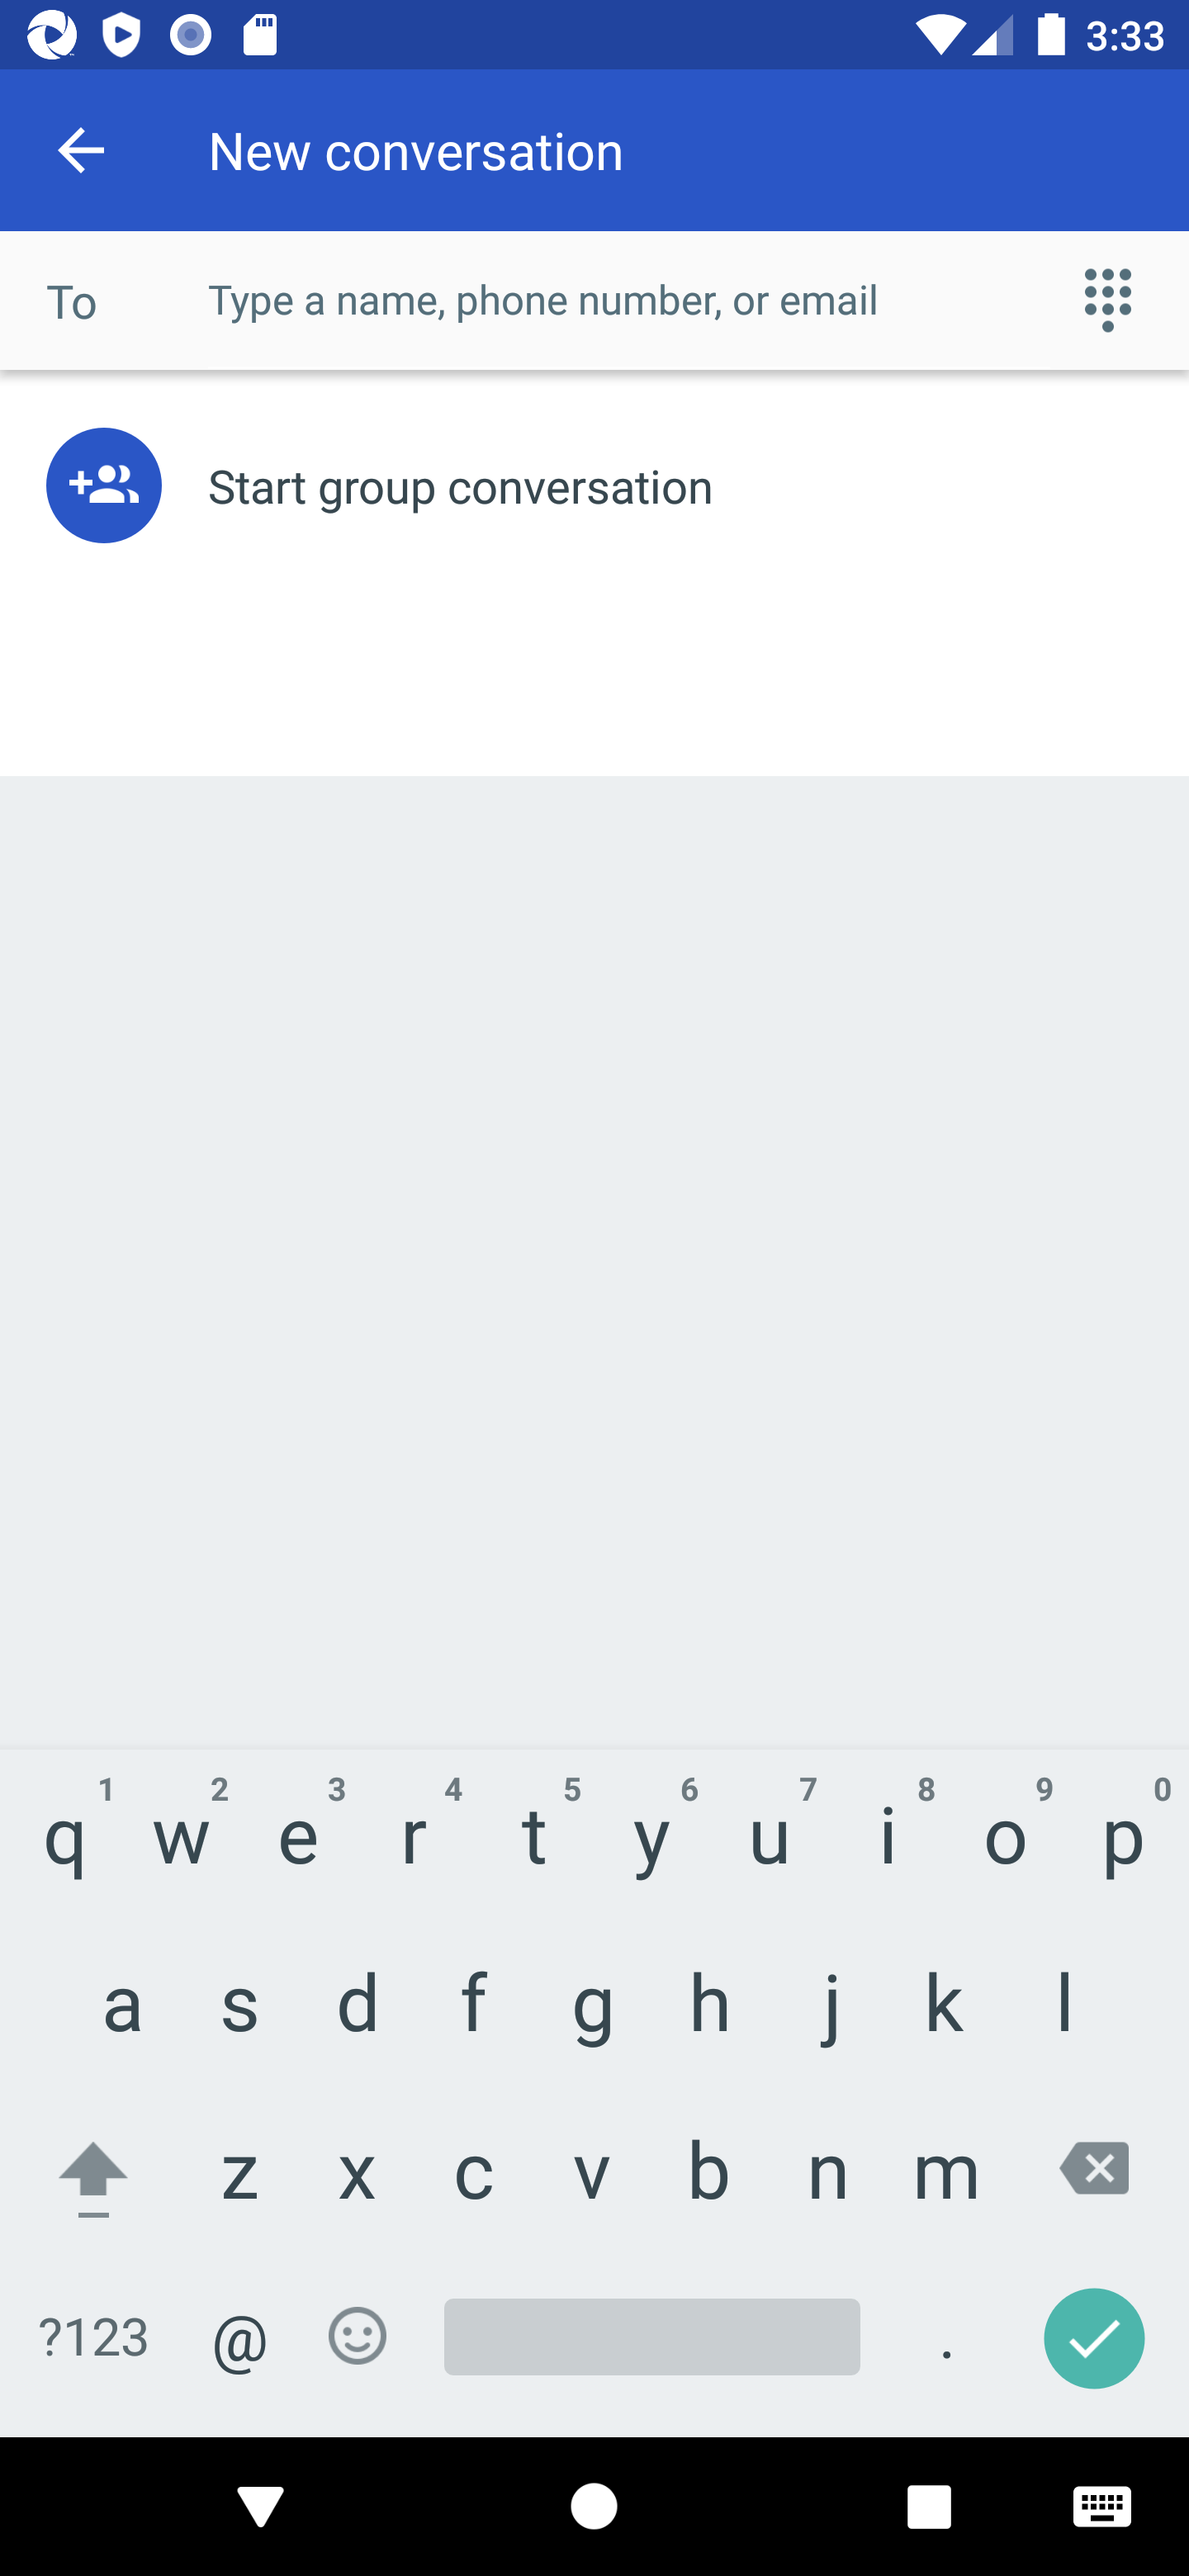 3:33
New conversation
To Type a name, phone number, or email
Start group conversation
1 2 3 4 5 6 7 8 9 0
q w e r t y u i o p
a s d f g h j k l
z x c v b n m
?123 @ .